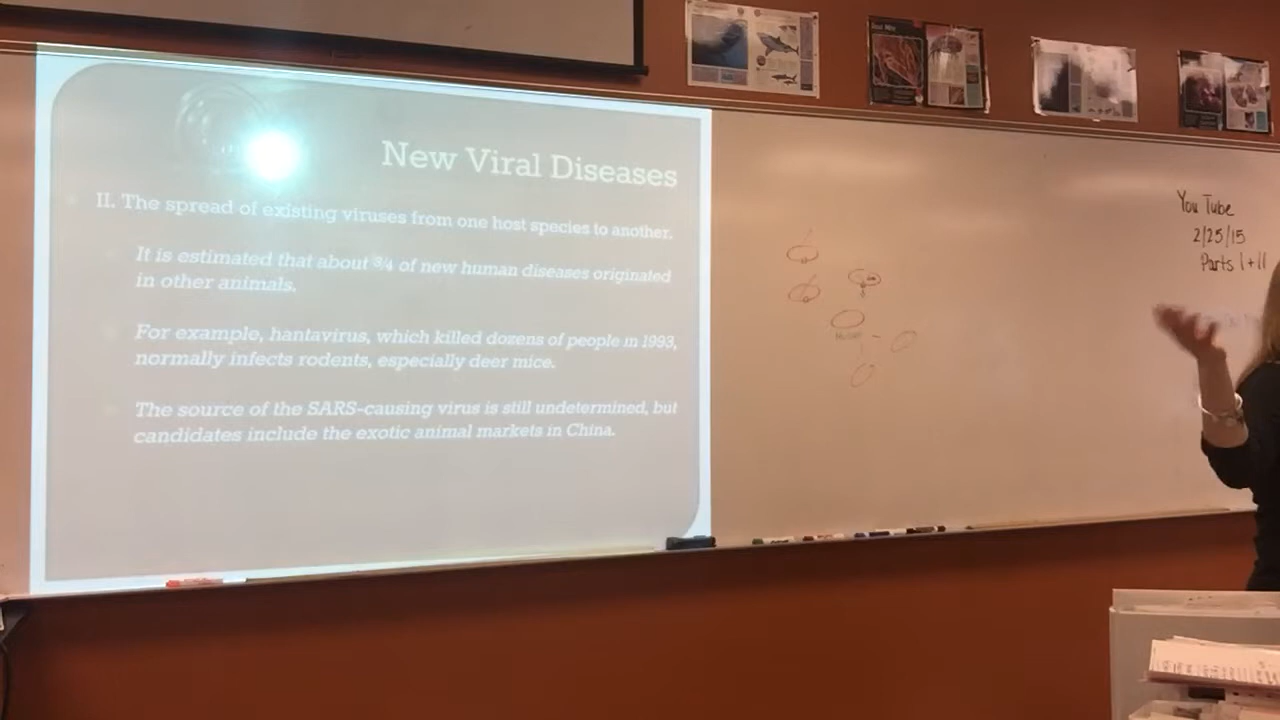 New Viral Diseases
II. The spread of existing viruses from one host species to another.
It is estimated that about ¾ of new human diseases originated
in other animals.
For example, hantavirus, which killed dozens of people in 1993,
normally infects rodents, especially deer mice.
The source of the SARS-causing virus is still undetermined, but
candidates include the exotic animal markets in China.
You Tube
2/25/15
Parts I + II